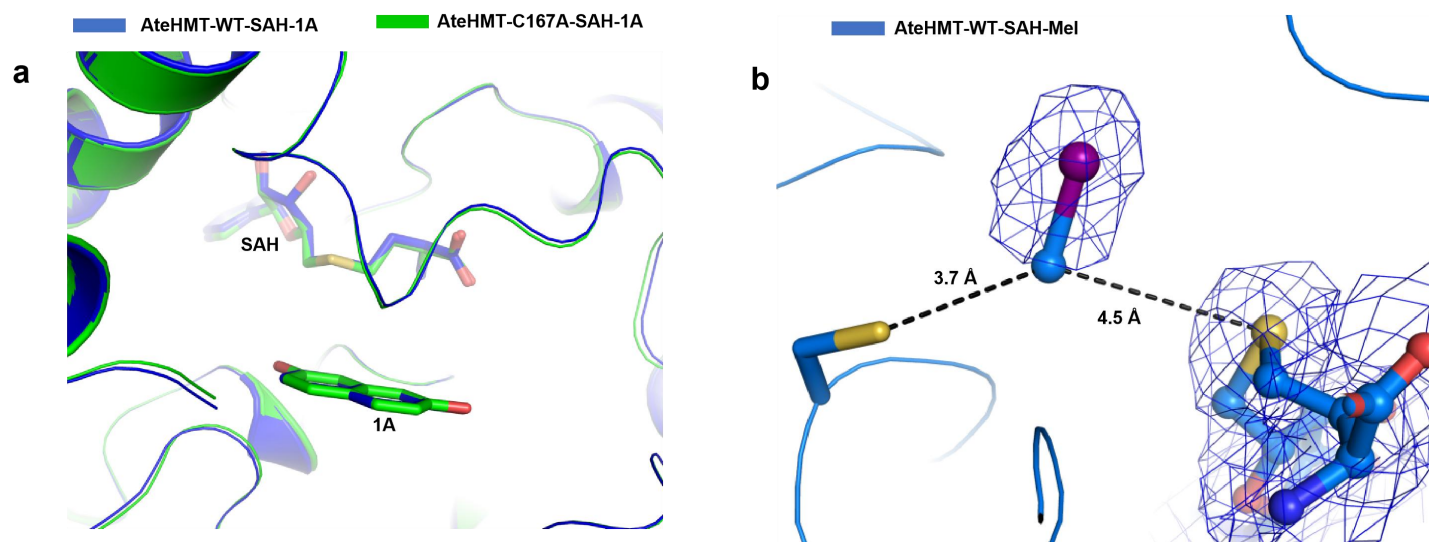 AteHMT-WT-SAH-1A
AteHMT-C167A-SAH-1A
AteHMT-WT-SAH-MeI
a
b
SAH
1A
3.7 Å
4.5 Å